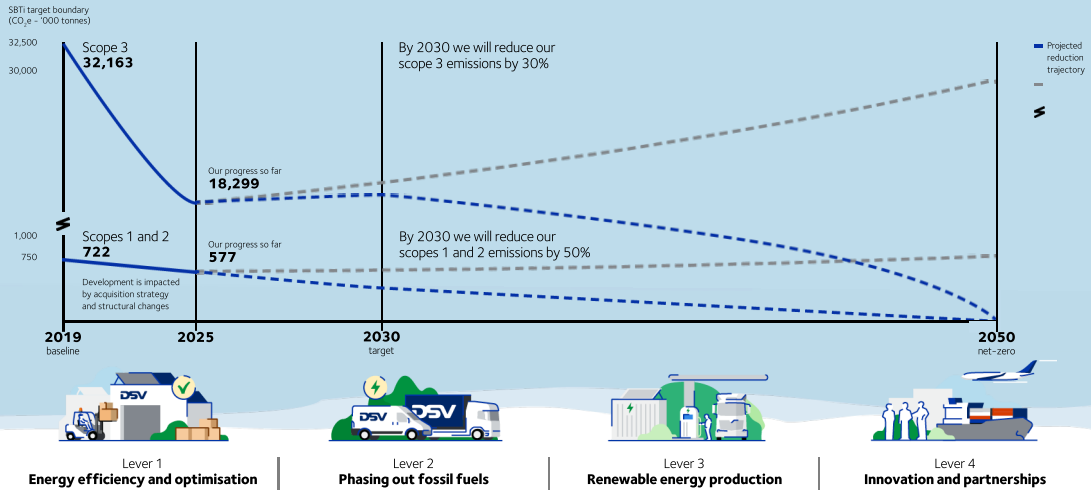 SBTi target boundary
(CO₂e – '000 tonnes)
32,500
30,000
Scope 3
32,163
By 2030 we will reduce our
scope 3 emissions by 30%
Projected
reduction
trajectory
Our progress so far
18,299
1,000
750
Scopes 1 and 2
722
Our progress so far
577
By 2030 we will reduce our
scopes 1 and 2 emissions by 50%
Development is impacted
by acquisition strategy
and structural changes
2019
baseline
2025
2030
target
2050
net-zero
DSV
DSV
DSV
Lever 1
Energy efficiency and optimisation
Lever 2
Phasing out fossil fuels
Lever 3
Renewable energy production
Lever 4
Innovation and partnerships